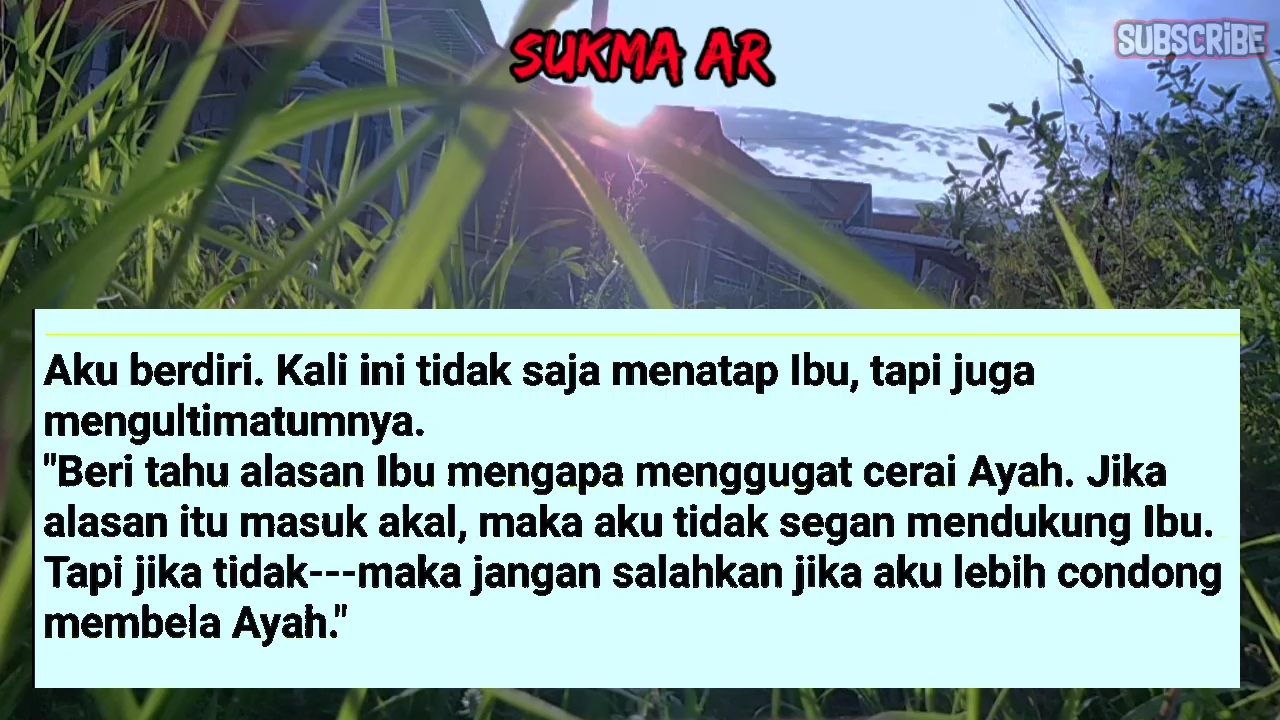 SUKMA AR
SUBSCRIBE
Aku berdiri. Kali ini tidak saja menatap Ibu, tapi juga
mengultimatumnya.
"Beri tahu alasan Ibu mengapa menggugat cerai Ayah. Jika
alasan itu masuk akal, maka aku tidak segan mendukung Ibu.
Tapi jika tidak---maka jangan salahkan jika aku lebih condong
membela Ayah."